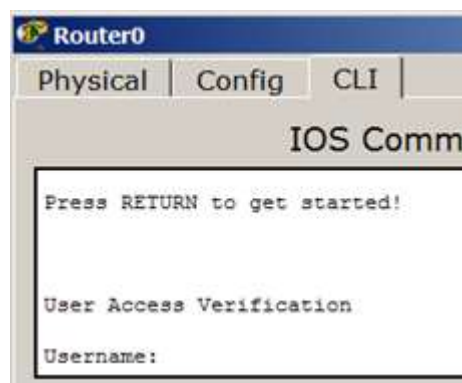 Router0
Physical Config CLI
IOS Comm
Press RETURN to get started!
User Access Verification
Username: